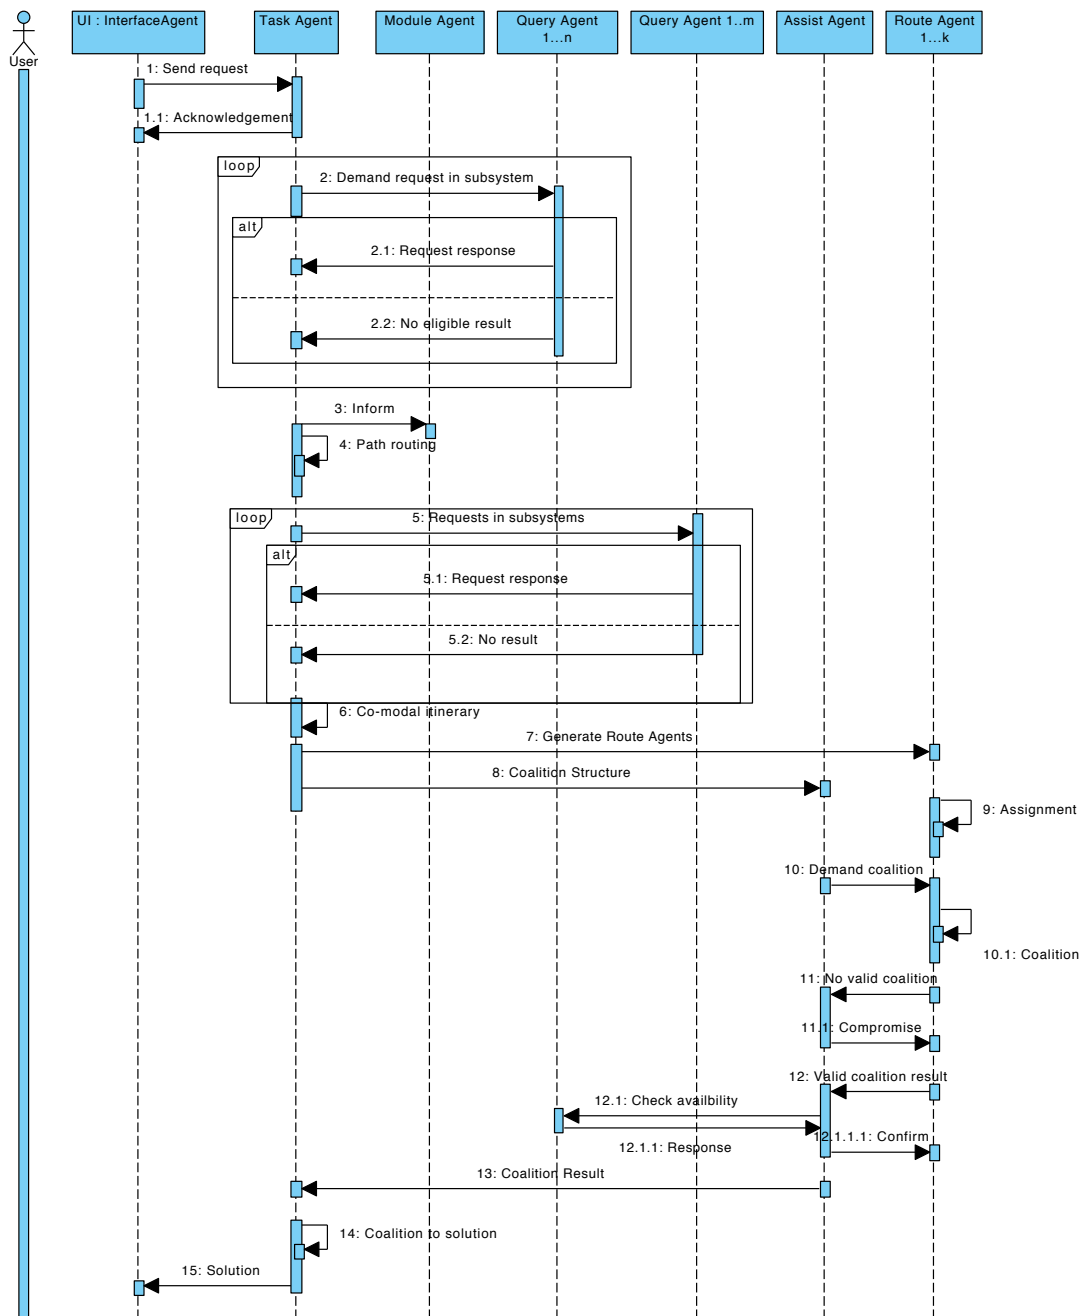 User
UI : InterfaceAgent
Task Agent
Module Agent
Query Agent
1...n
Query Agent 1..m
Assist Agent
Route Agent
1...k
1: Send request
1.1: Acknowledgement
loop
2: Demand request in subsystem
alt
2.1: Request response
2.2: No eligible result
3: Inform
4: Path routing
loop
5: Requests in subsystems
alt
5.1: Request response
5.2: No result
6: Co-modal itinerary
7: Generate Route Agents
8: Coalition Structure
9: Assignment
10: Demand coalition
10.1: Coalition
11: No valid coalition
11.1: Compromise
12: Valid coalition result
12.1: Check availbility
12.1.1: Response
12.1.1.1: Confirm
13: Coalition Result
14: Coalition to solution
15: Solution